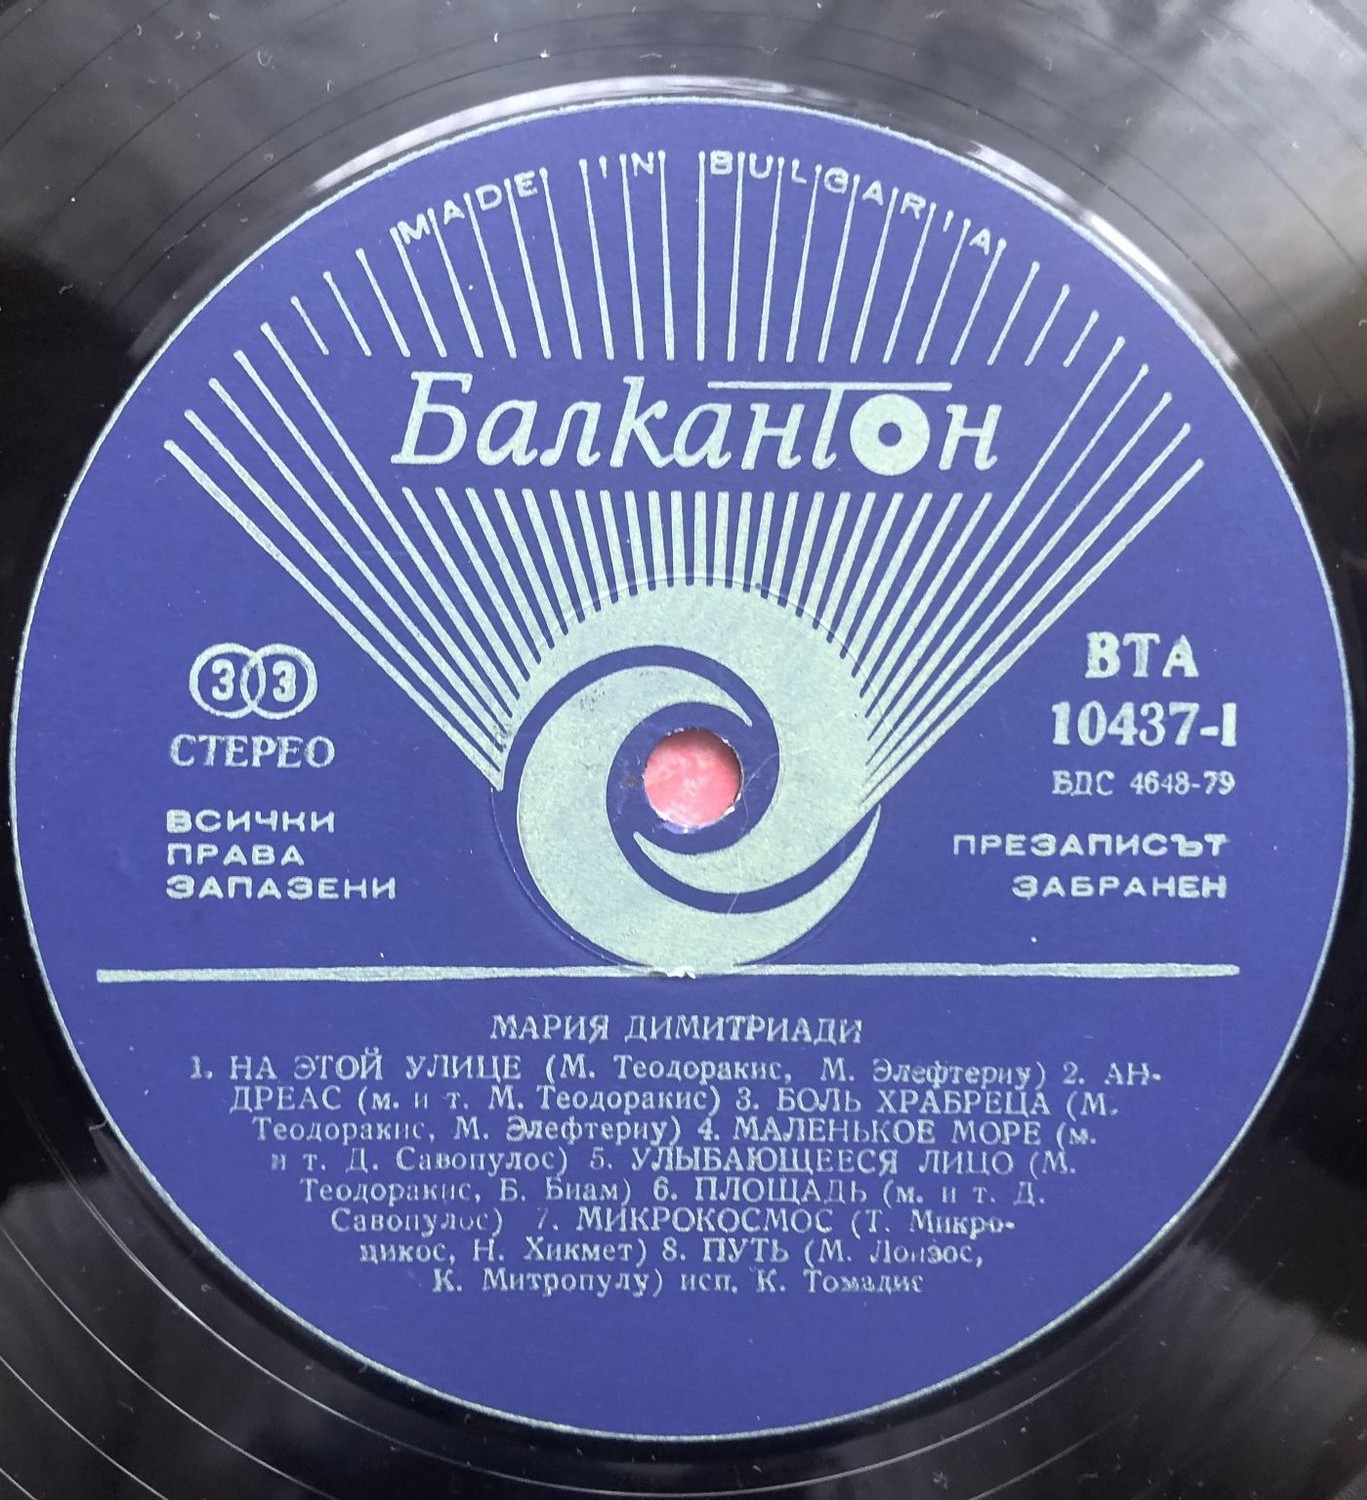 MADE IN BULGARIA
Балкантон
33
СТЕРЕО
ВСИЧКИ
ПРАВА
ЗАПАЗЕНИ
ВТА
10437-I
БДС 4648-79
ПРЕЗАПИСЪТ
ЗАБРАНЕН
МАРИЯ ДИМИТРИАДИ
1. НА ЭТОЙ УЛИЦЕ (М. Теодоракис, М. Элефтериу) 2. АН-
ДРЕАС (м. и т. М. Теодоракис) 3. БОЛЬ ХРАБРЕЦА (М.
Теодоракис, М. Элефтериу) 4. МАЛЕНЬКОЕ МОРЕ (м.
и т. Д. Савопулос) 5. УЛЫБАЮЩЕЕСЯ ЛИЦО (М.
Теодоракис, Б. Биам) 6. ПЛОЩАДЬ (м. и т. Д.
Савопулос) 7. МИКРОКОСМОС (Т. Микро-
цикос, Н. Хикмет) 8. ПУТЬ (М. Лоизос,
К. Митропулу) исп. К. Томадис